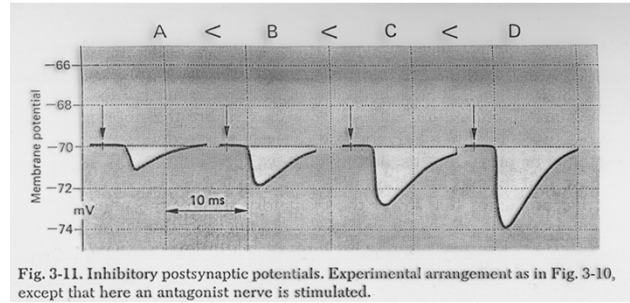 A < B < C < D
−66
−68
−70
−72
−74
mV
Membrane potential
10 ms
Fig. 3-11. Inhibitory postsynaptic potentials. Experimental arrangement as in Fig. 3-10,
except that here an antagonist nerve is stimulated.